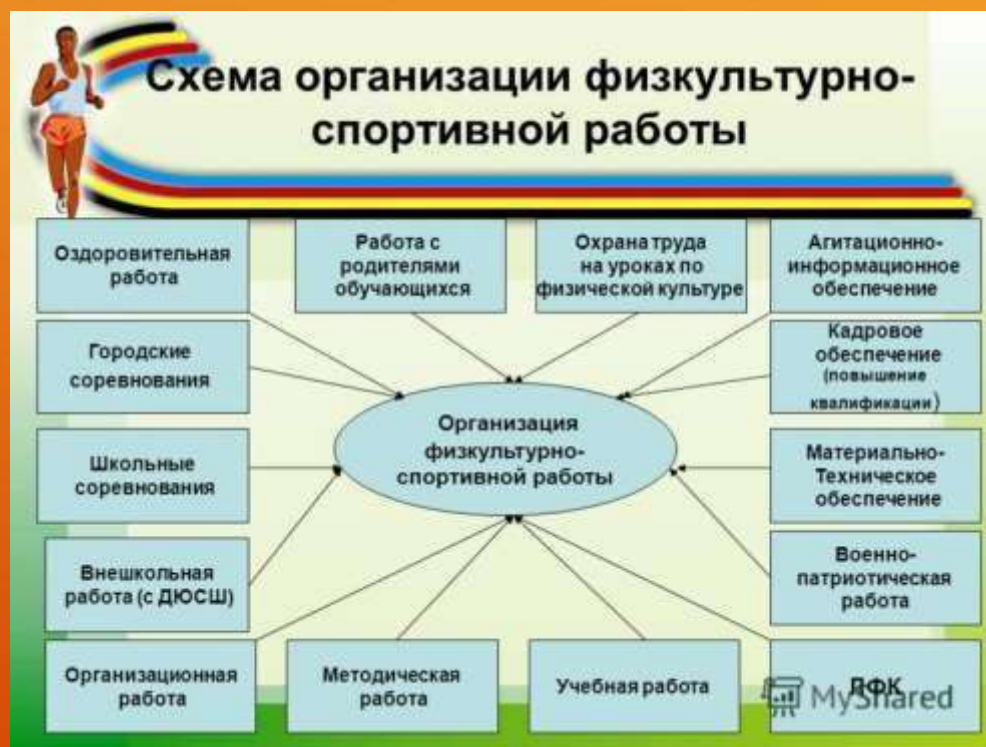 Схема организации физкультурно-
спортивной работы
Оздоровительная
работа
Работа с
родителями
обучающихся
Охрана труда
на уроках по
физической культуре
Агитационно-
информационное
обеспечение
Городские
соревнования
Кадровое
обеспечение
(повышение
квалификации)
Организация
физкультурно-
спортивной работы
Школьные
соревнования
Материально-
Техническое
обеспечение
Внешкольная
работа (с ДЮСШ)
Военно-
патриотическая
работа
Организационная
работа
Методическая
работа
Учебная работа
ЛФК
MyShared